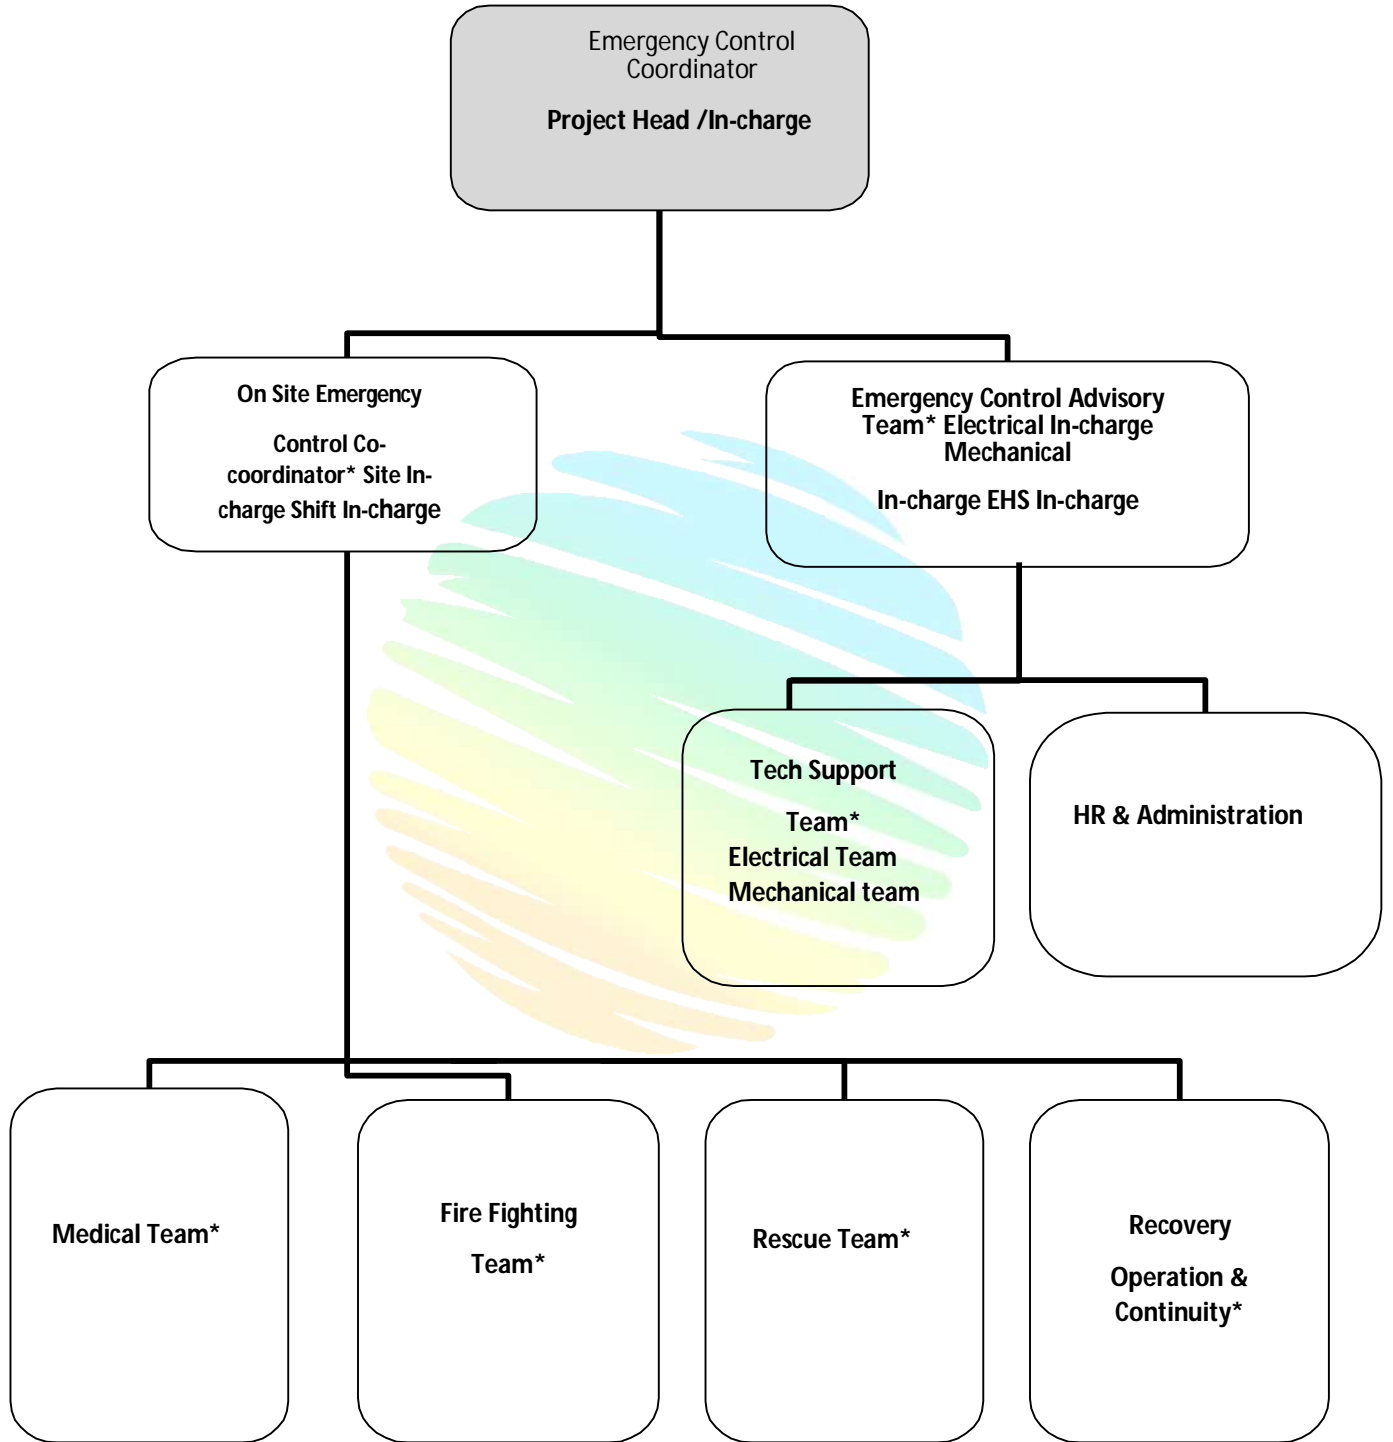 Emergency Control
Coordinator
Project Head /In-charge
On Site Emergency
Control Co-
coordinator* Site In-
charge Shift In-charge
Emergency Control Advisory
Team* Electrical In-charge
Mechanical
In-charge EHS In-charge
Tech Support
Team*
Electrical Team
Mechanical team
HR & Administration
Medical Team*
Fire Fighting
Team*
Rescue Team*
Recovery
Operation &
Continuity*